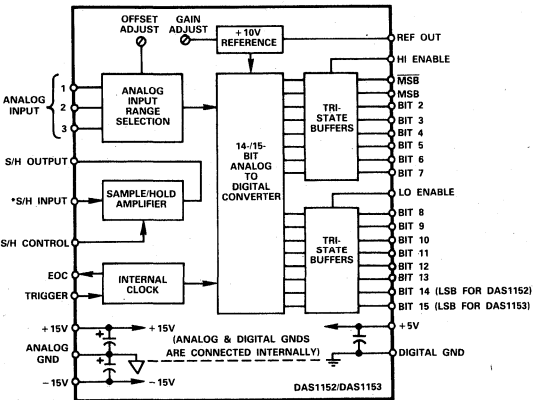 OFFSET ADJUST
GAIN ADJUST
+10V REFERENCE
REF OUT
HI ENABLE
MSB
MSB
BIT 2
BIT 3
BIT 4
BIT 5
BIT 6
BIT 7
ANALOG INPUT
1
2
3
ANALOG INPUT RANGE SELECTION
14-/15-BIT ANALOG TO DIGITAL CONVERTER
TRI-STATE BUFFERS
S/H OUTPUT
*S/H INPUT
SAMPLE/HOLD AMPLIFIER
S/H CONTROL
LO ENABLE
BIT 8
BIT 9
BIT 10
BIT 11
BIT 12
BIT 13
BIT 14 (LSB FOR DAS1152)
BIT 15 (LSB FOR DAS1153)
TRI-STATE BUFFERS
EOC
TRIGGER
INTERNAL CLOCK
+15V
+15V
ANALOG GND
-15V
-15V
(ANALOG & DIGITAL GNDS
ARE CONNECTED INTERNALLY)
+5V
DIGITAL GND
DAS1152/DAS1153